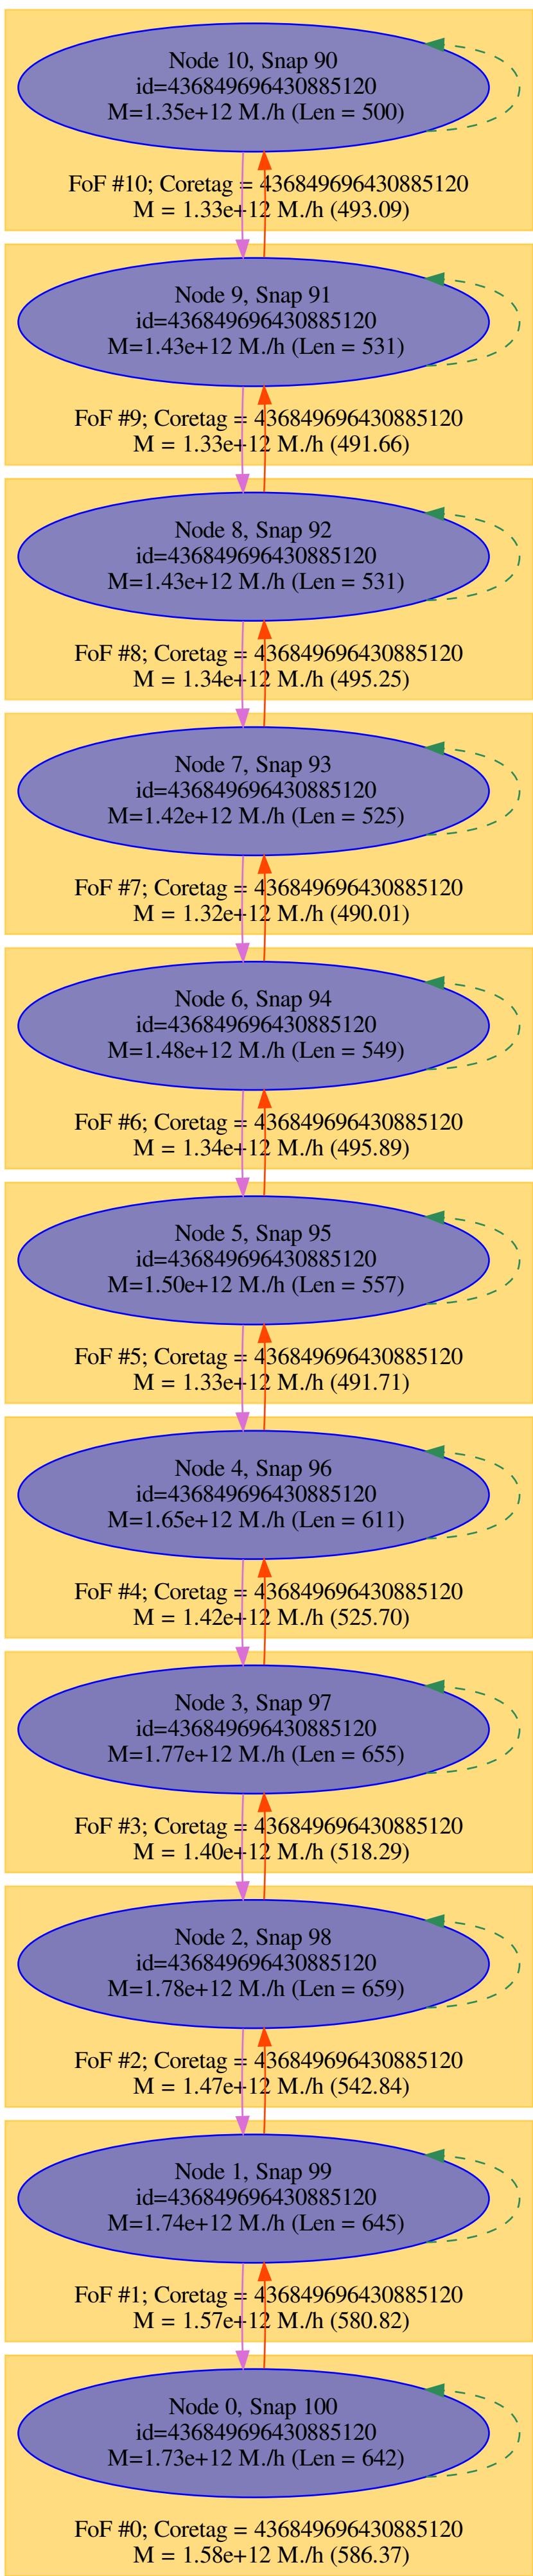 Node 10, Snap 90
id=436849696430885120
M=1.35e+12 M./h (Len = 500)
FoF #10; Coretag = 436849696430885120
M = 1.33e+12 M./h (493.09)
Node 9, Snap 91
id=436849696430885120
M=1.43e+12 M./h (Len = 531)
FoF #9; Coretag = 436849696430885120
M = 1.33e+12 M./h (491.66)
Node 8, Snap 92
id=436849696430885120
M=1.43e+12 M./h (Len = 531)
FoF #8; Coretag = 436849696430885120
M = 1.34e+12 M./h (495.25)
Node 7, Snap 93
id=436849696430885120
M=1.42e+12 M./h (Len = 525)
FoF #7; Coretag = 436849696430885120
M = 1.32e+12 M./h (490.01)
Node 6, Snap 94
id=436849696430885120
M=1.48e+12 M./h (Len = 549)
FoF #6; Coretag = 436849696430885120
M = 1.34e+12 M./h (495.89)
Node 5, Snap 95
id=436849696430885120
M=1.50e+12 M./h (Len = 557)
FoF #5; Coretag = 436849696430885120
M = 1.33e+12 M./h (491.71)
Node 4, Snap 96
id=436849696430885120
M=1.65e+12 M./h (Len = 611)
FoF #4; Coretag = 436849696430885120
M = 1.42e+12 M./h (525.70)
Node 3, Snap 97
id=436849696430885120
M=1.77e+12 M./h (Len = 655)
FoF #3; Coretag = 436849696430885120
M = 1.40e+12 M./h (518.29)
Node 2, Snap 98
id=436849696430885120
M=1.78e+12 M./h (Len = 659)
FoF #2; Coretag = 436849696430885120
M = 1.47e+12 M./h (542.84)
Node 1, Snap 99
id=436849696430885120
M=1.74e+12 M./h (Len = 645)
FoF #1; Coretag = 436849696430885120
M = 1.57e+12 M./h (580.82)
Node 0, Snap 100
id=436849696430885120
M=1.73e+12 M./h (Len = 642)
FoF #0; Coretag = 436849696430885120
M = 1.58e+12 M./h (586.37)